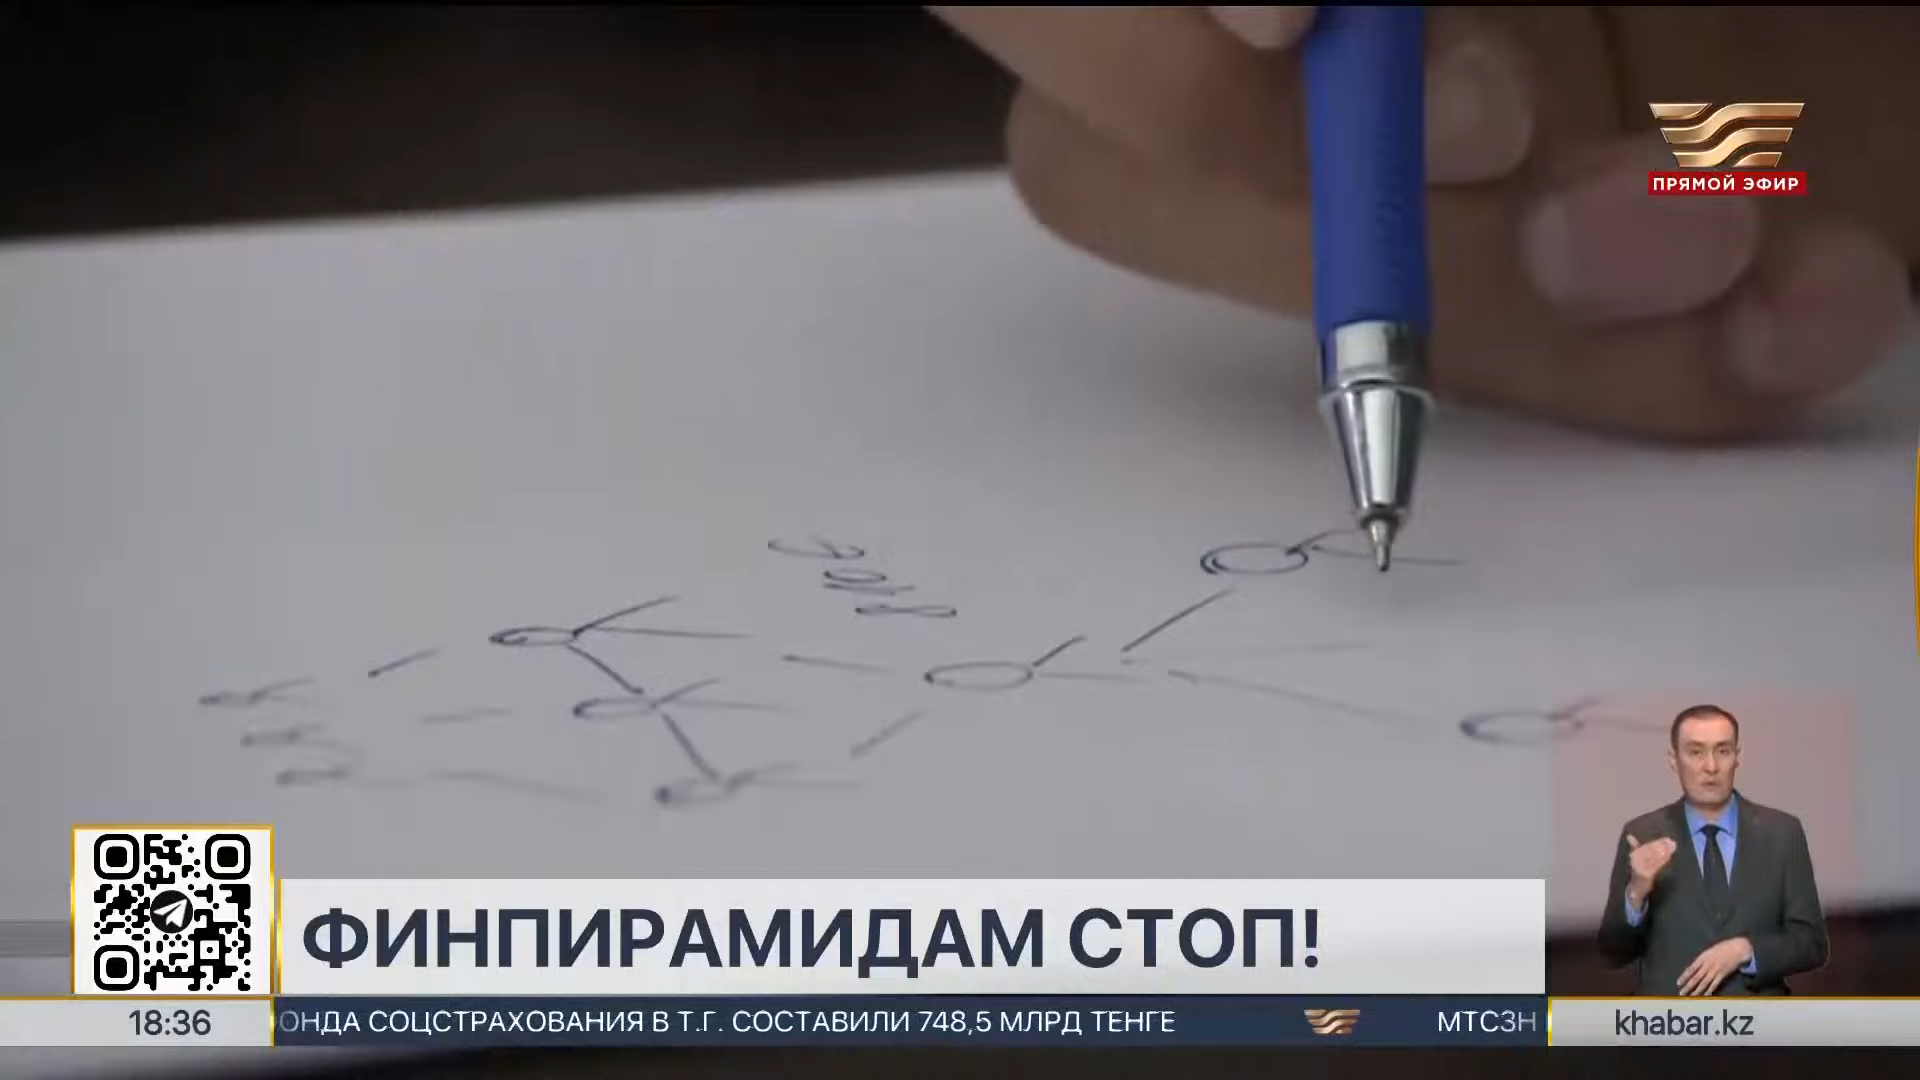 ПРЯМОЙ ЭФИР
ФИНПИРАМИДАМ СТОП!
18:36
ОНДА СОЦСТРАХОВАНИЯ В Т.Г. СОСТАВИЛИ 748,5 МЛРД ТЕНГЕ
МТСЗН
khabar.kz